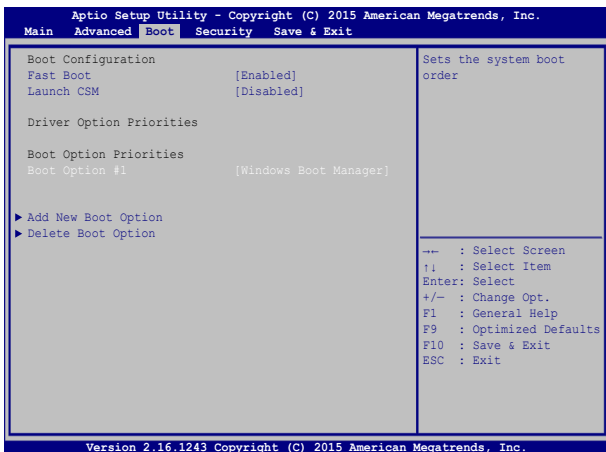 Aptio Setup Utility - Copyright (C) 2015 American Megatrends, Inc.
Main Advanced Boot Security Save & Exit
Boot Configuration
Fast Boot [Enabled]
Launch CSM [Disabled]
Driver Option Priorities
Boot Option Priorities
Boot Option #1 [Windows Boot Manager]
▶ Add New Boot Option
▶ Delete Boot Option
Sets the system boot
order
→← : Select Screen
↑↓ : Select Item
Enter: Select
+/— : Change Opt.
F1 : General Help
F9 : Optimized Defaults
F10 : Save & Exit
ESC : Exit
Version 2.16.1243 Copyright (C) 2015 American Megatrends, Inc.